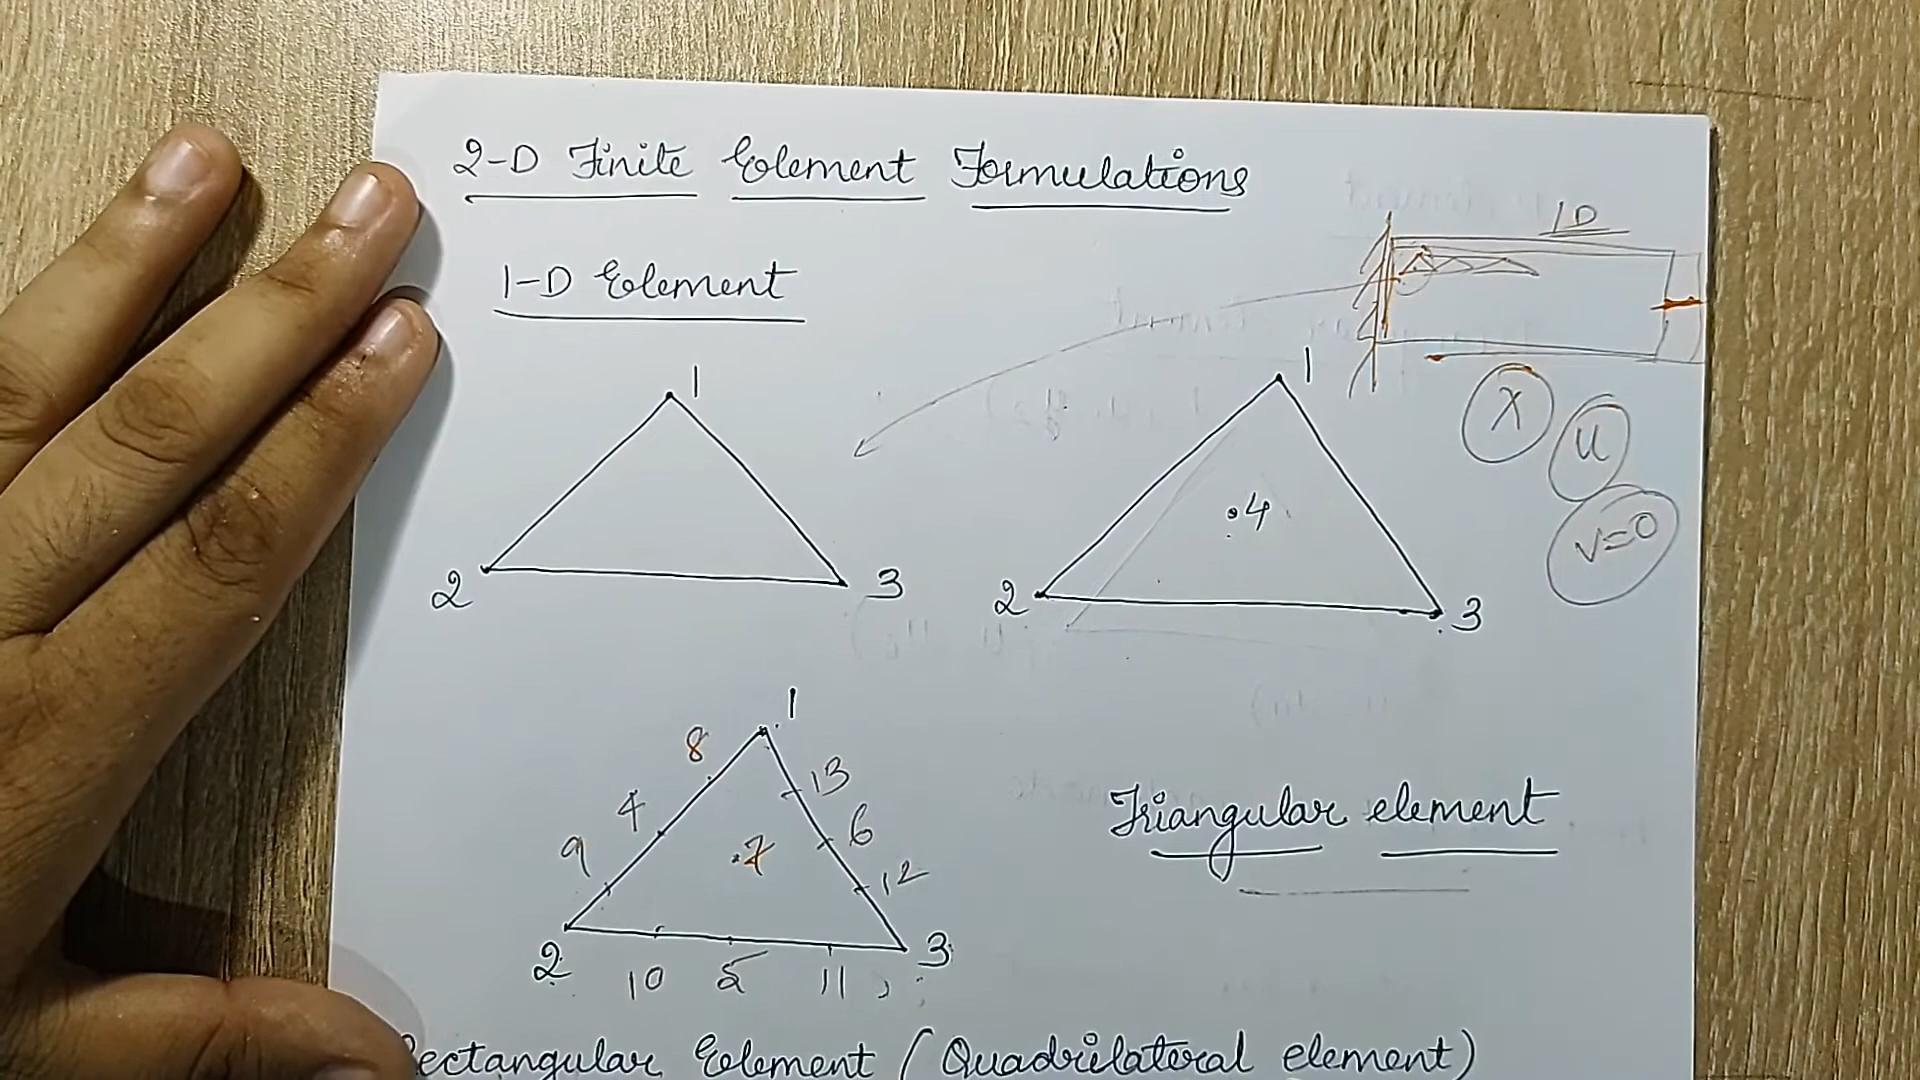 2-D Finite Element Formulations
1D
1-D Element
1
2
3
1
4
2
3
X
u
v=0
1
8
13
4
6
9
7
12
2
10
5
11
3
Triangular element
Rectangular Element (Quadrilateral element)